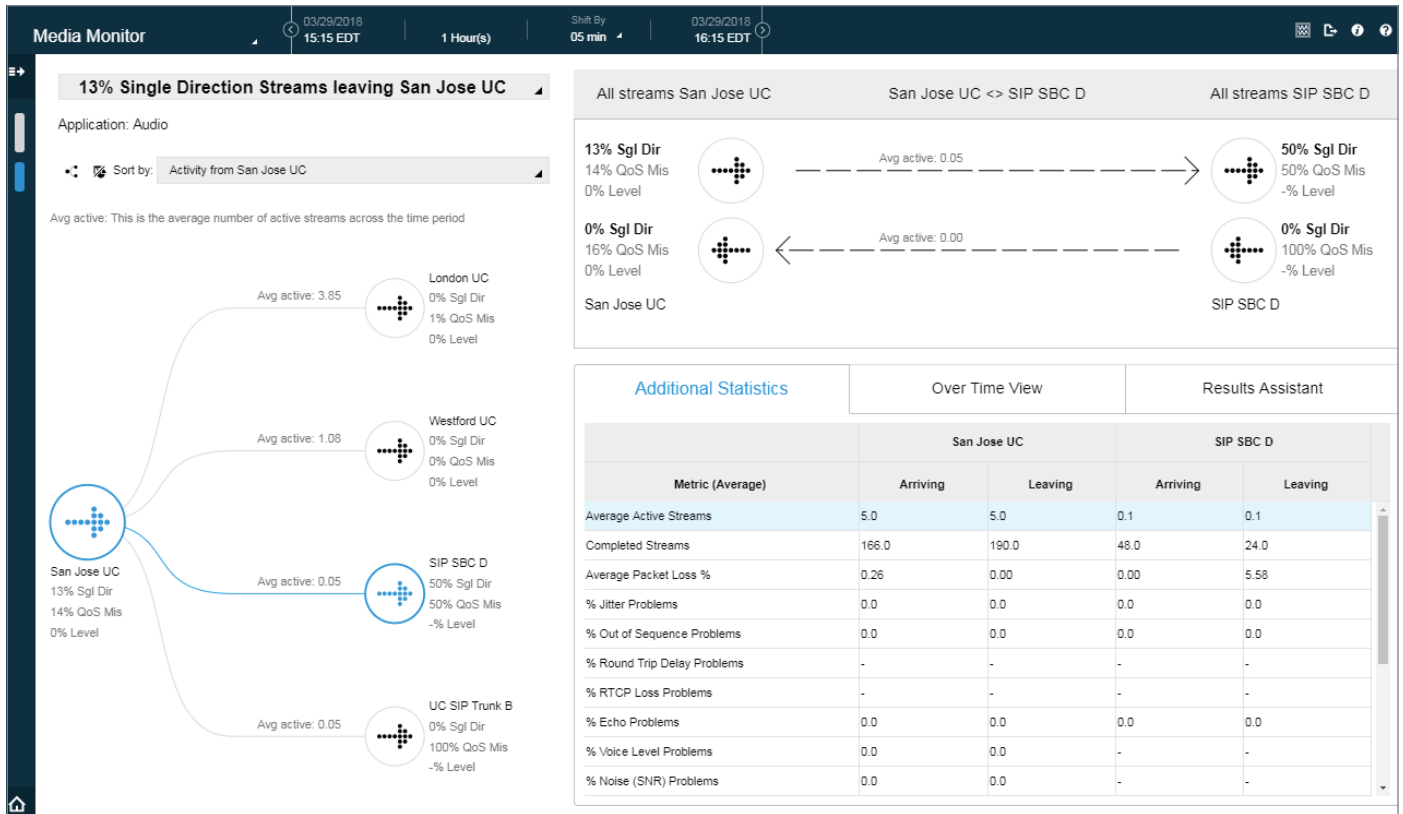 Media Monitor
03/29/2018
15:15 EDT
1 Hour(s)
Shift By
05 min
03/29/2018
16:15 EDT
13% Single Direction Streams leaving San Jose UC
Application: Audio
Sort by: Activity from San Jose UC
Avg active: This is the average number of active streams across the time period
Avg active: 3.85
London UC
0% Sgl Dir
1% QoS Mis
0% Level
Avg active: 1.08
Westford UC
0% Sgl Dir
0% QoS Mis
0% Level
San Jose UC
13% Sgl Dir
14% QoS Mis
0% Level
Avg active: 0.05
SIP SBC D
50% Sgl Dir
50% QoS Mis
-% Level
Avg active: 0.05
UC SIP Trunk B
0% Sgl Dir
100% QoS Mis
-% Level
All streams San Jose UC San Jose UC <> SIP SBC D All streams SIP SBC D
13% Sgl Dir
14% QoS Mis
0% Level
Avg active: 0.05
50% Sgl Dir
50% QoS Mis
-% Level
0% Sgl Dir
16% QoS Mis
0% Level
Avg active: 0.00
0% Sgl Dir
100% QoS Mis
-% Level
San Jose UC SIP SBC D
Additional Statistics Over Time View Results Assistant
San Jose UC SIP SBC D
Metric (Average) Arriving Leaving Arriving Leaving
Average Active Streams 5.0 5.0 0.1 0.1
Completed Streams 166.0 190.0 48.0 24.0
Average Packet Loss % 0.26 0.00 0.00 5.58
% Jitter Problems 0.0 0.0 0.0 0.0
% Out of Sequence Problems 0.0 0.0 0.0 0.0
% Round Trip Delay Problems - - - -
% RTCP Loss Problems - - - -
% Echo Problems 0.0 0.0 0.0 0.0
% Voice Level Problems 0.0 0.0 - -
% Noise (SNR) Problems 0.0 0.0 - -